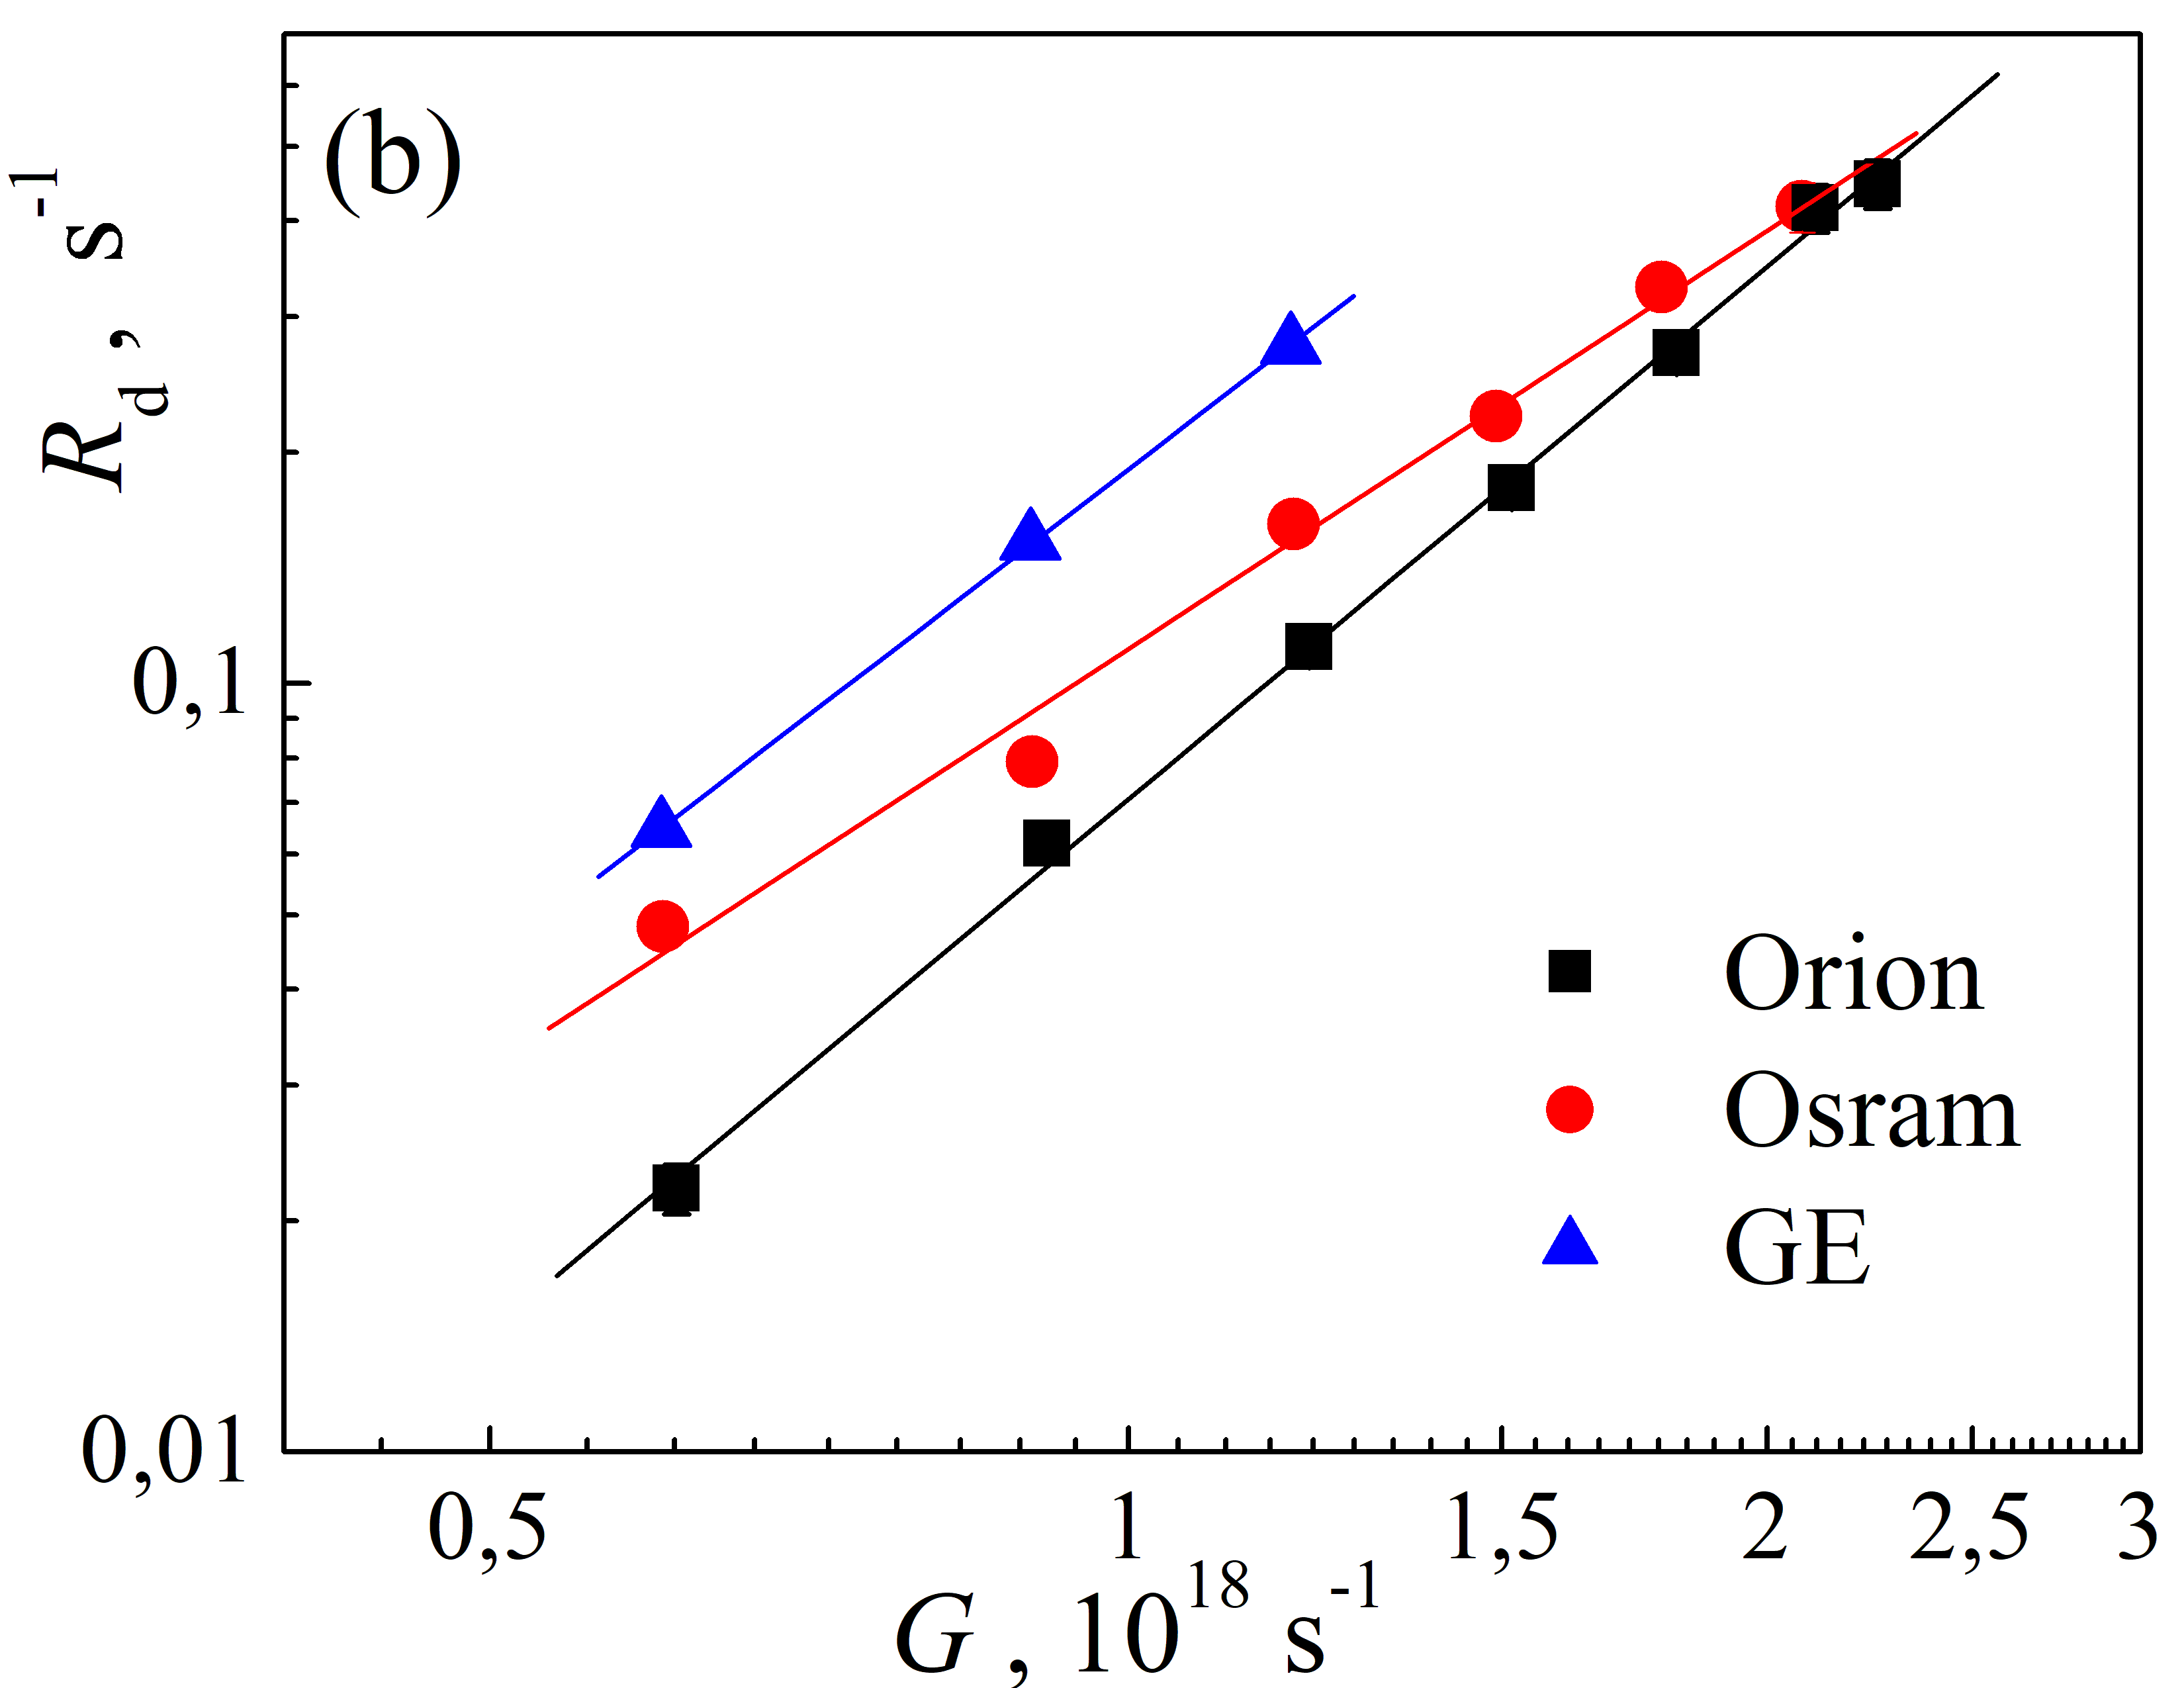 (b)
R_d , s^-1
0,1
0,01
Orion
Osram
GE
0,5 1 1,5 2 2,5 3
G , 10^18 s^-1